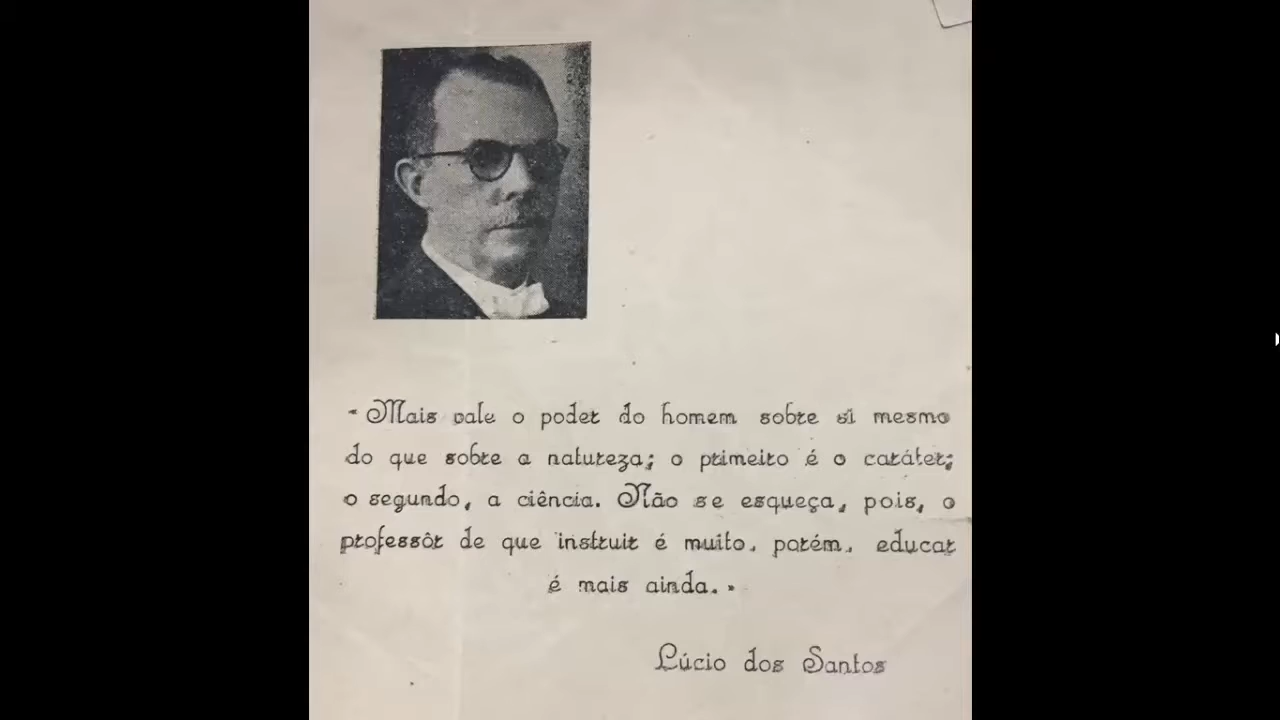 « Mais vale o poder do homem sobre si mesmo
do que sobre a natureza; o primeiro é o caráter;
o segundo, a ciência. Não se esqueça, pois, o
professôr de que instruir é muito, porém, educar
é mais ainda. »
Lúcio dos Santos